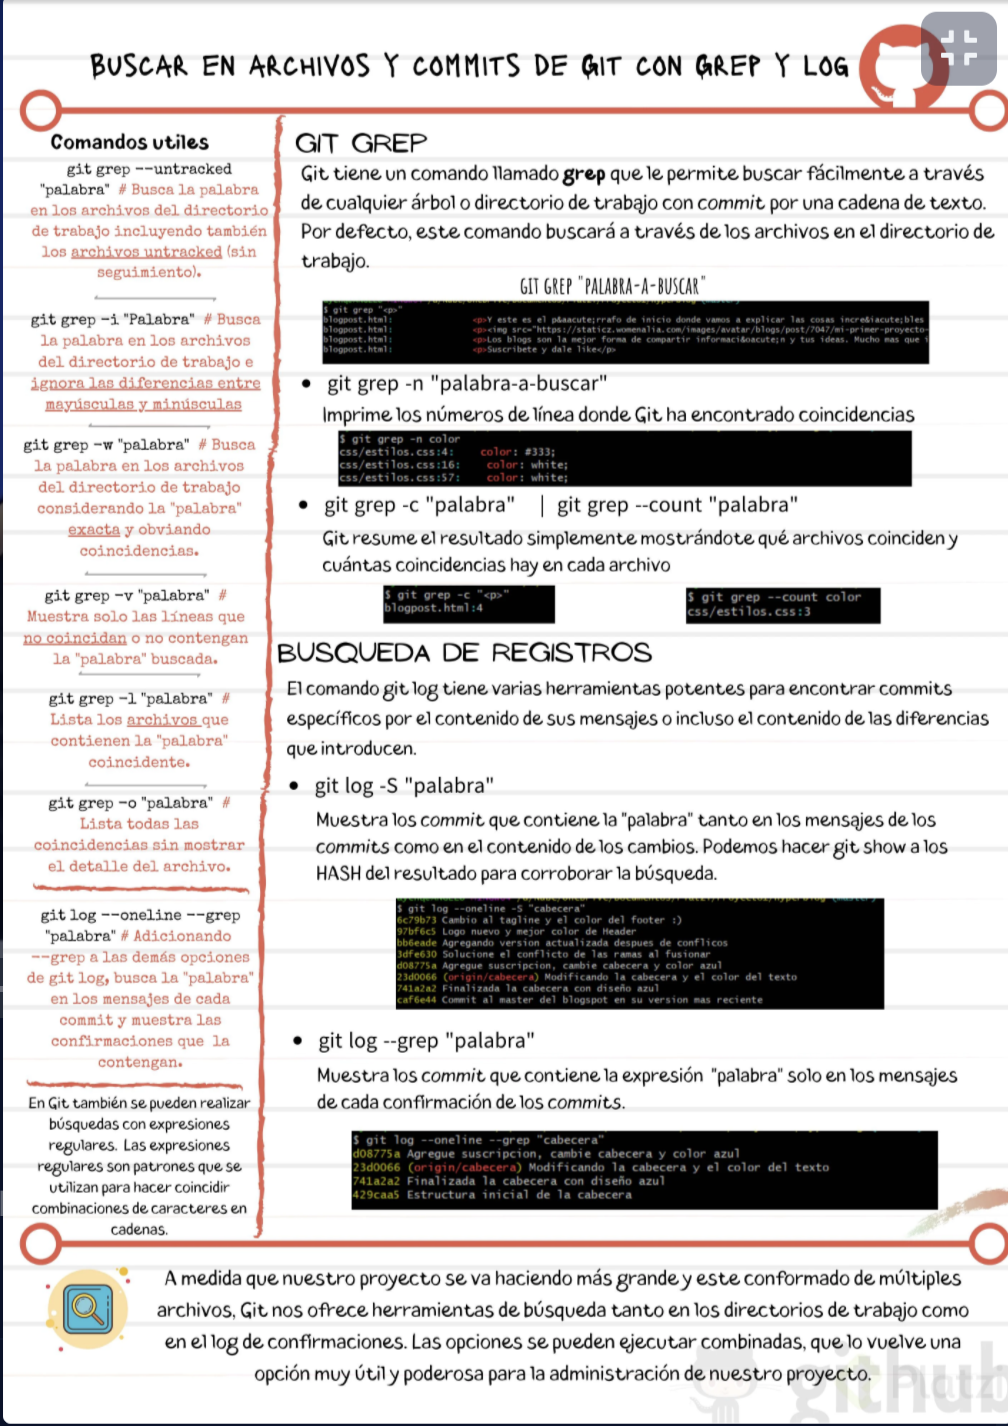 BUSCAR EN ARCHIVOS Y COMMITS DE GIT CON GREP Y LOG
Comandos utiles
git grep --untracked
"palabra" # Busca la palabra
en los archivos del directorio
de trabajo incluyendo también
los archivos untracked (sin
seguimiento).
git grep -i "Palabra" # Busca
la palabra en los archivos
del directorio de trabajo e
ignora las diferencias entre
mayúsculas y minúsculas
git grep -w "palabra" # Busca
la palabra en los archivos
del directorio de trabajo
considerando la "palabra"
exacta y obviando
coincidencias.
git grep -v "palabra" #
Muestra solo las líneas que
no coincidan o no contengan
la "palabra" buscada.
git grep -l "palabra" #
Lista los archivos que
contienen la "palabra"
coincidente.
git grep -o "palabra" #
Lista todas las
coincidencias sin mostrar
el detalle del archivo.
git log --oneline --grep
"palabra" # Adicionando
--grep a las demás opciones
de git log, busca la "palabra"
en los mensajes de cada
commit y muestra las
confirmaciones que la
contengan.
En Git también se pueden realizar
búsquedas con expresiones
regulares. Las expresiones
regulares son patrones que se
utilizan para hacer coincidir
combinaciones de caracteres en
cadenas.
GIT GREP
Git tiene un comando llamado grep que le permite buscar fácilmente a través
de cualquier árbol o directorio de trabajo con commit por una cadena de texto.
Por defecto, este comando buscará a través de los archivos en el directorio de
trabajo.
GIT GREP "PALABRA-A-BUSCAR"
$ git grep "<p>"
blogpost.html: <p>Y este es el p&aacute;rrafo de inicio donde vamos a explicar las cosas incre&iacute;bles
blogpost.html: <p><img src="https://staticz.womenalia.com/images/avatar/blogs/post/7047/mi-primer-proyecto-
blogpost.html: <p>Los blogs son la mejor forma de compartir informaci&oacute;n y tus ideas. Mucho mas que i
blogpost.html: <p>Suscribete y dale like</p>
• git grep -n "palabra-a-buscar"
Imprime los números de línea donde Git ha encontrado coincidencias
$ git grep -n color
css/estilos.css:4: color: #333;
css/estilos.css:16: color: white;
css/estilos.css:57: color: white;
• git grep -c "palabra" | git grep --count "palabra"
Git resume el resultado simplemente mostrándote qué archivos coinciden y
cuántas coincidencias hay en cada archivo
$ git grep -c "<p>"
blogpost.html:4
$ git grep --count color
css/estilos.css:3
BUSQUEDA DE REGISTROS
El comando git log tiene varias herramientas potentes para encontrar commits
específicos por el contenido de sus mensajes o incluso el contenido de las diferencias
que introducen.
• git log -S "palabra"
Muestra los commit que contiene la "palabra" tanto en los mensajes de los
commits como en el contenido de los cambios. Podemos hacer git show a los
HASH del resultado para corroborar la búsqueda.
$ git log --oneline -S "cabecera"
6c79b73 Cambio al tagline y el color del footer :)
97bf6c5 Logo nuevo y mejor color de Header
bb6eade Agregando version actualizada despues de conflicos
3dfe630 Solucione el conflicto de las ramas al fusionar
d08775a Agregue suscripcion, cambie cabecera y color azul
23d0066 (origin/cabecera) Modificando la cabecera y el color del texto
741a2a2 Finalizada la cabecera con diseño azul
caf6e44 Commit al master del blogspot en su version mas reciente
• git log --grep "palabra"
Muestra los commit que contiene la expresión "palabra" solo en los mensajes
de cada confirmación de los commits.
$ git log --oneline --grep "cabecera"
d08775a Agregue suscripcion, cambie cabecera y color azul
23d0066 (origin/cabecera) Modificando la cabecera y el color del texto
741a2a2 Finalizada la cabecera con diseño azul
429caa5 Estructura inicial de la cabecera
A medida que nuestro proyecto se va haciendo más grande y este conformado de múltiples
archivos, Git nos ofrece herramientas de búsqueda tanto en los directorios de trabajo como
en el log de confirmaciones. Las opciones se pueden ejecutar combinadas, que lo vuelve una
opción muy útil y poderosa para la administración de nuestro proyecto.
github